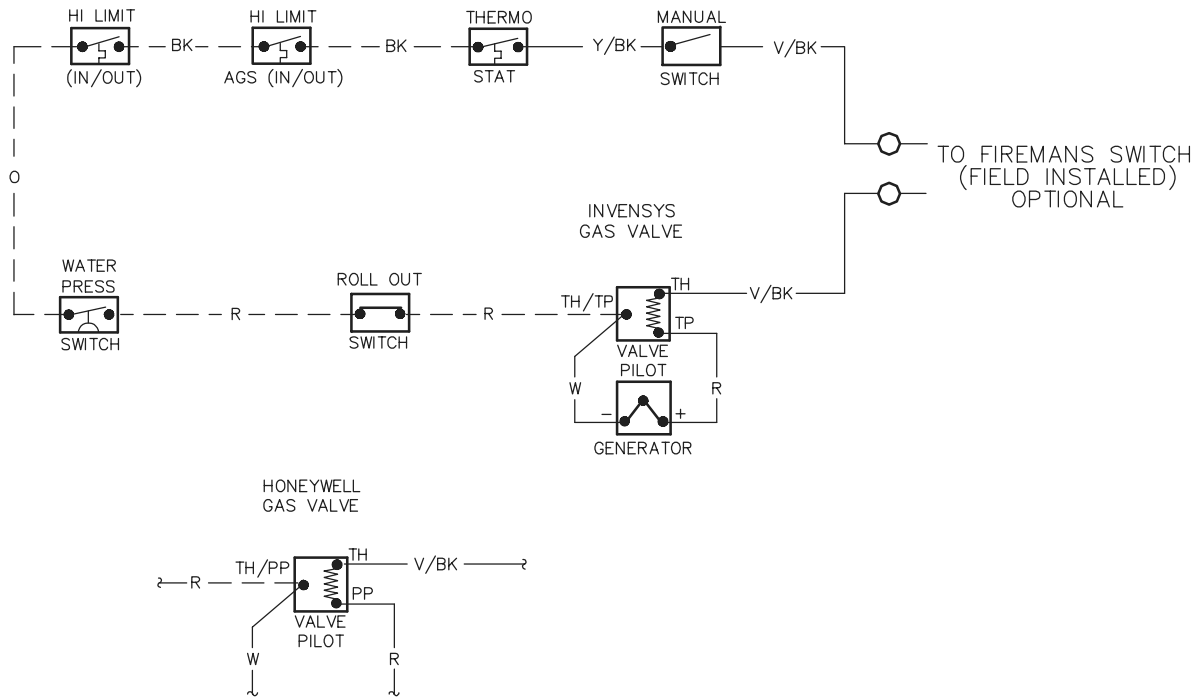 HI LIMIT
(IN/OUT)
BK
HI LIMIT
AGS (IN/OUT)
BK
THERMO
STAT
Y/BK
MANUAL
SWITCH
V/BK
TO FIREMANS SWITCH
(FIELD INSTALLED)
OPTIONAL
O
WATER
PRESS
SWITCH
R
ROLL OUT
SWITCH
R
INVENSYS
GAS VALVE
TH/TP
TH
TP
V/BK
VALVE
PILOT
W
R
- +
GENERATOR
HONEYWELL
GAS VALVE
R
TH/PP
TH
V/BK
PP
VALVE
PILOT
W
R